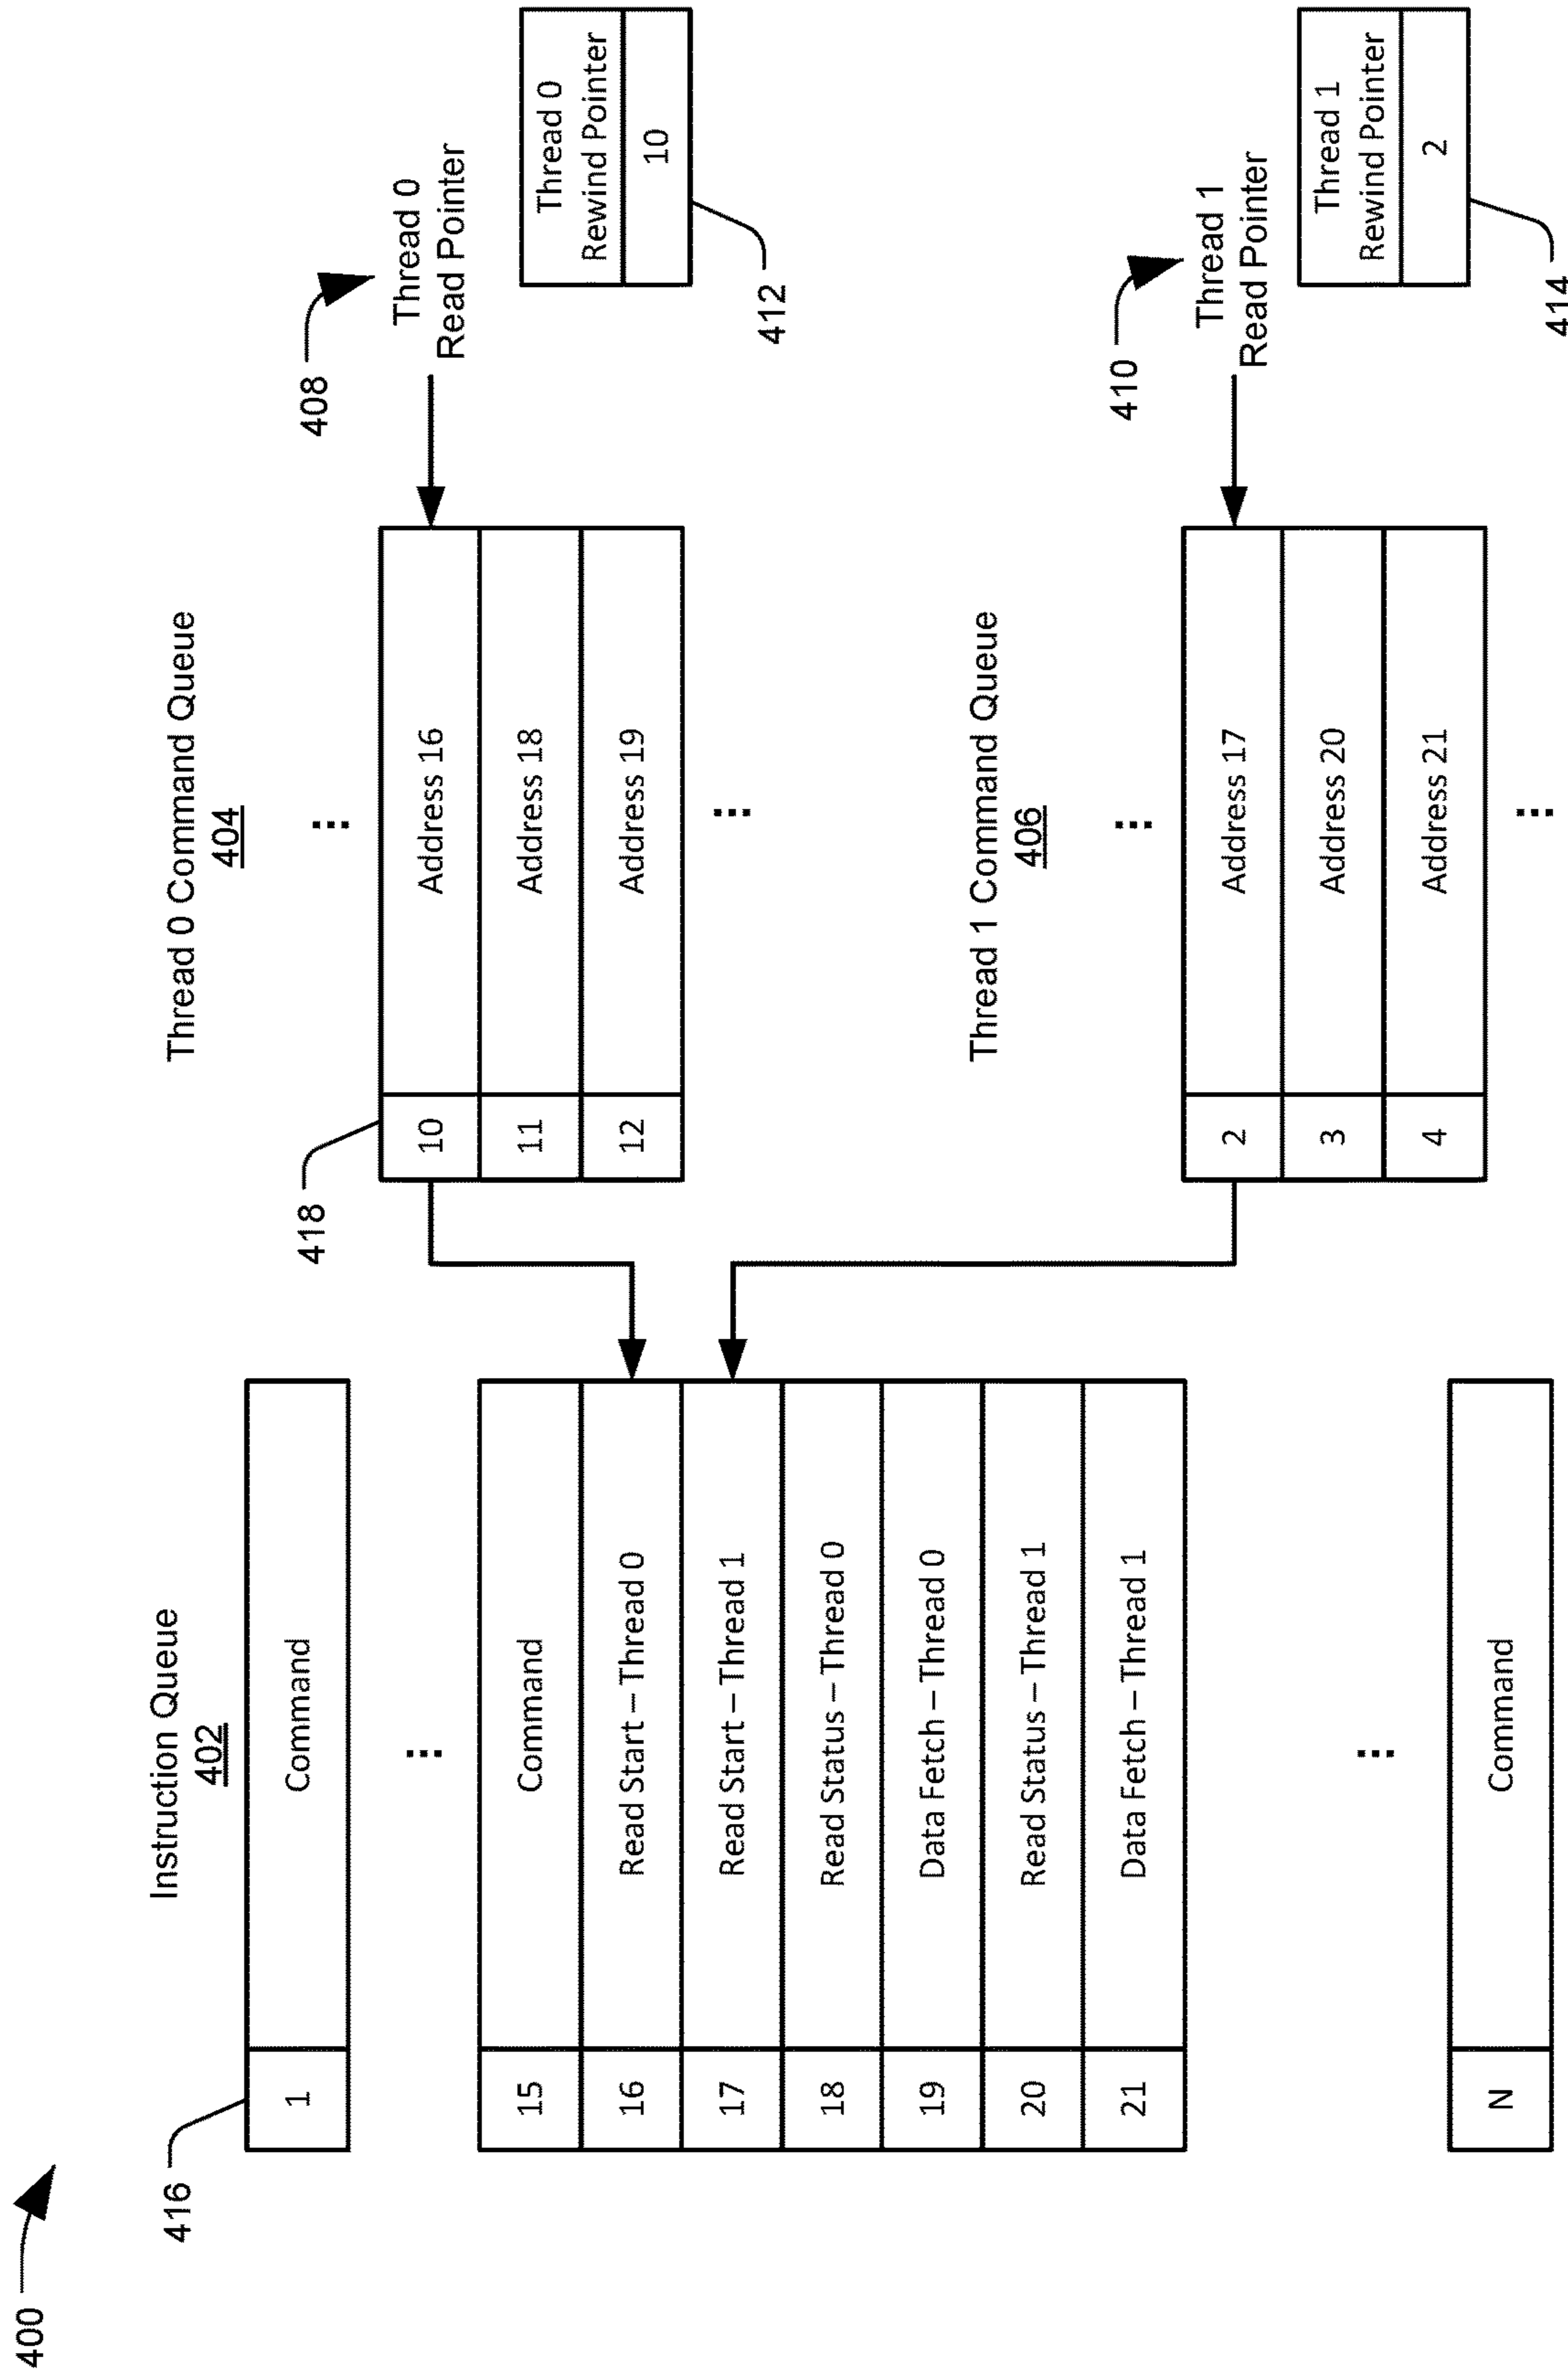 400
Instruction Queue
402
416
1
Command
⋮
15
Command
16
Read Start – Thread 0
17
Read Start – Thread 1
18
Read Status – Thread 0
19
Data Fetch – Thread 0
20
Read Status – Thread 1
21
Data Fetch – Thread 1
⋮
N
Command
Thread 0 Command Queue
404
⋮
418
10
Address 16
11
Address 18
12
Address 19
⋮
408
Thread 0
Read Pointer
Thread 0
Rewind Pointer
10
412
Thread 1 Command Queue
406
⋮
2
Address 17
3
Address 20
4
Address 21
⋮
410
Thread 1
Read Pointer
Thread 1
Rewind Pointer
2
414